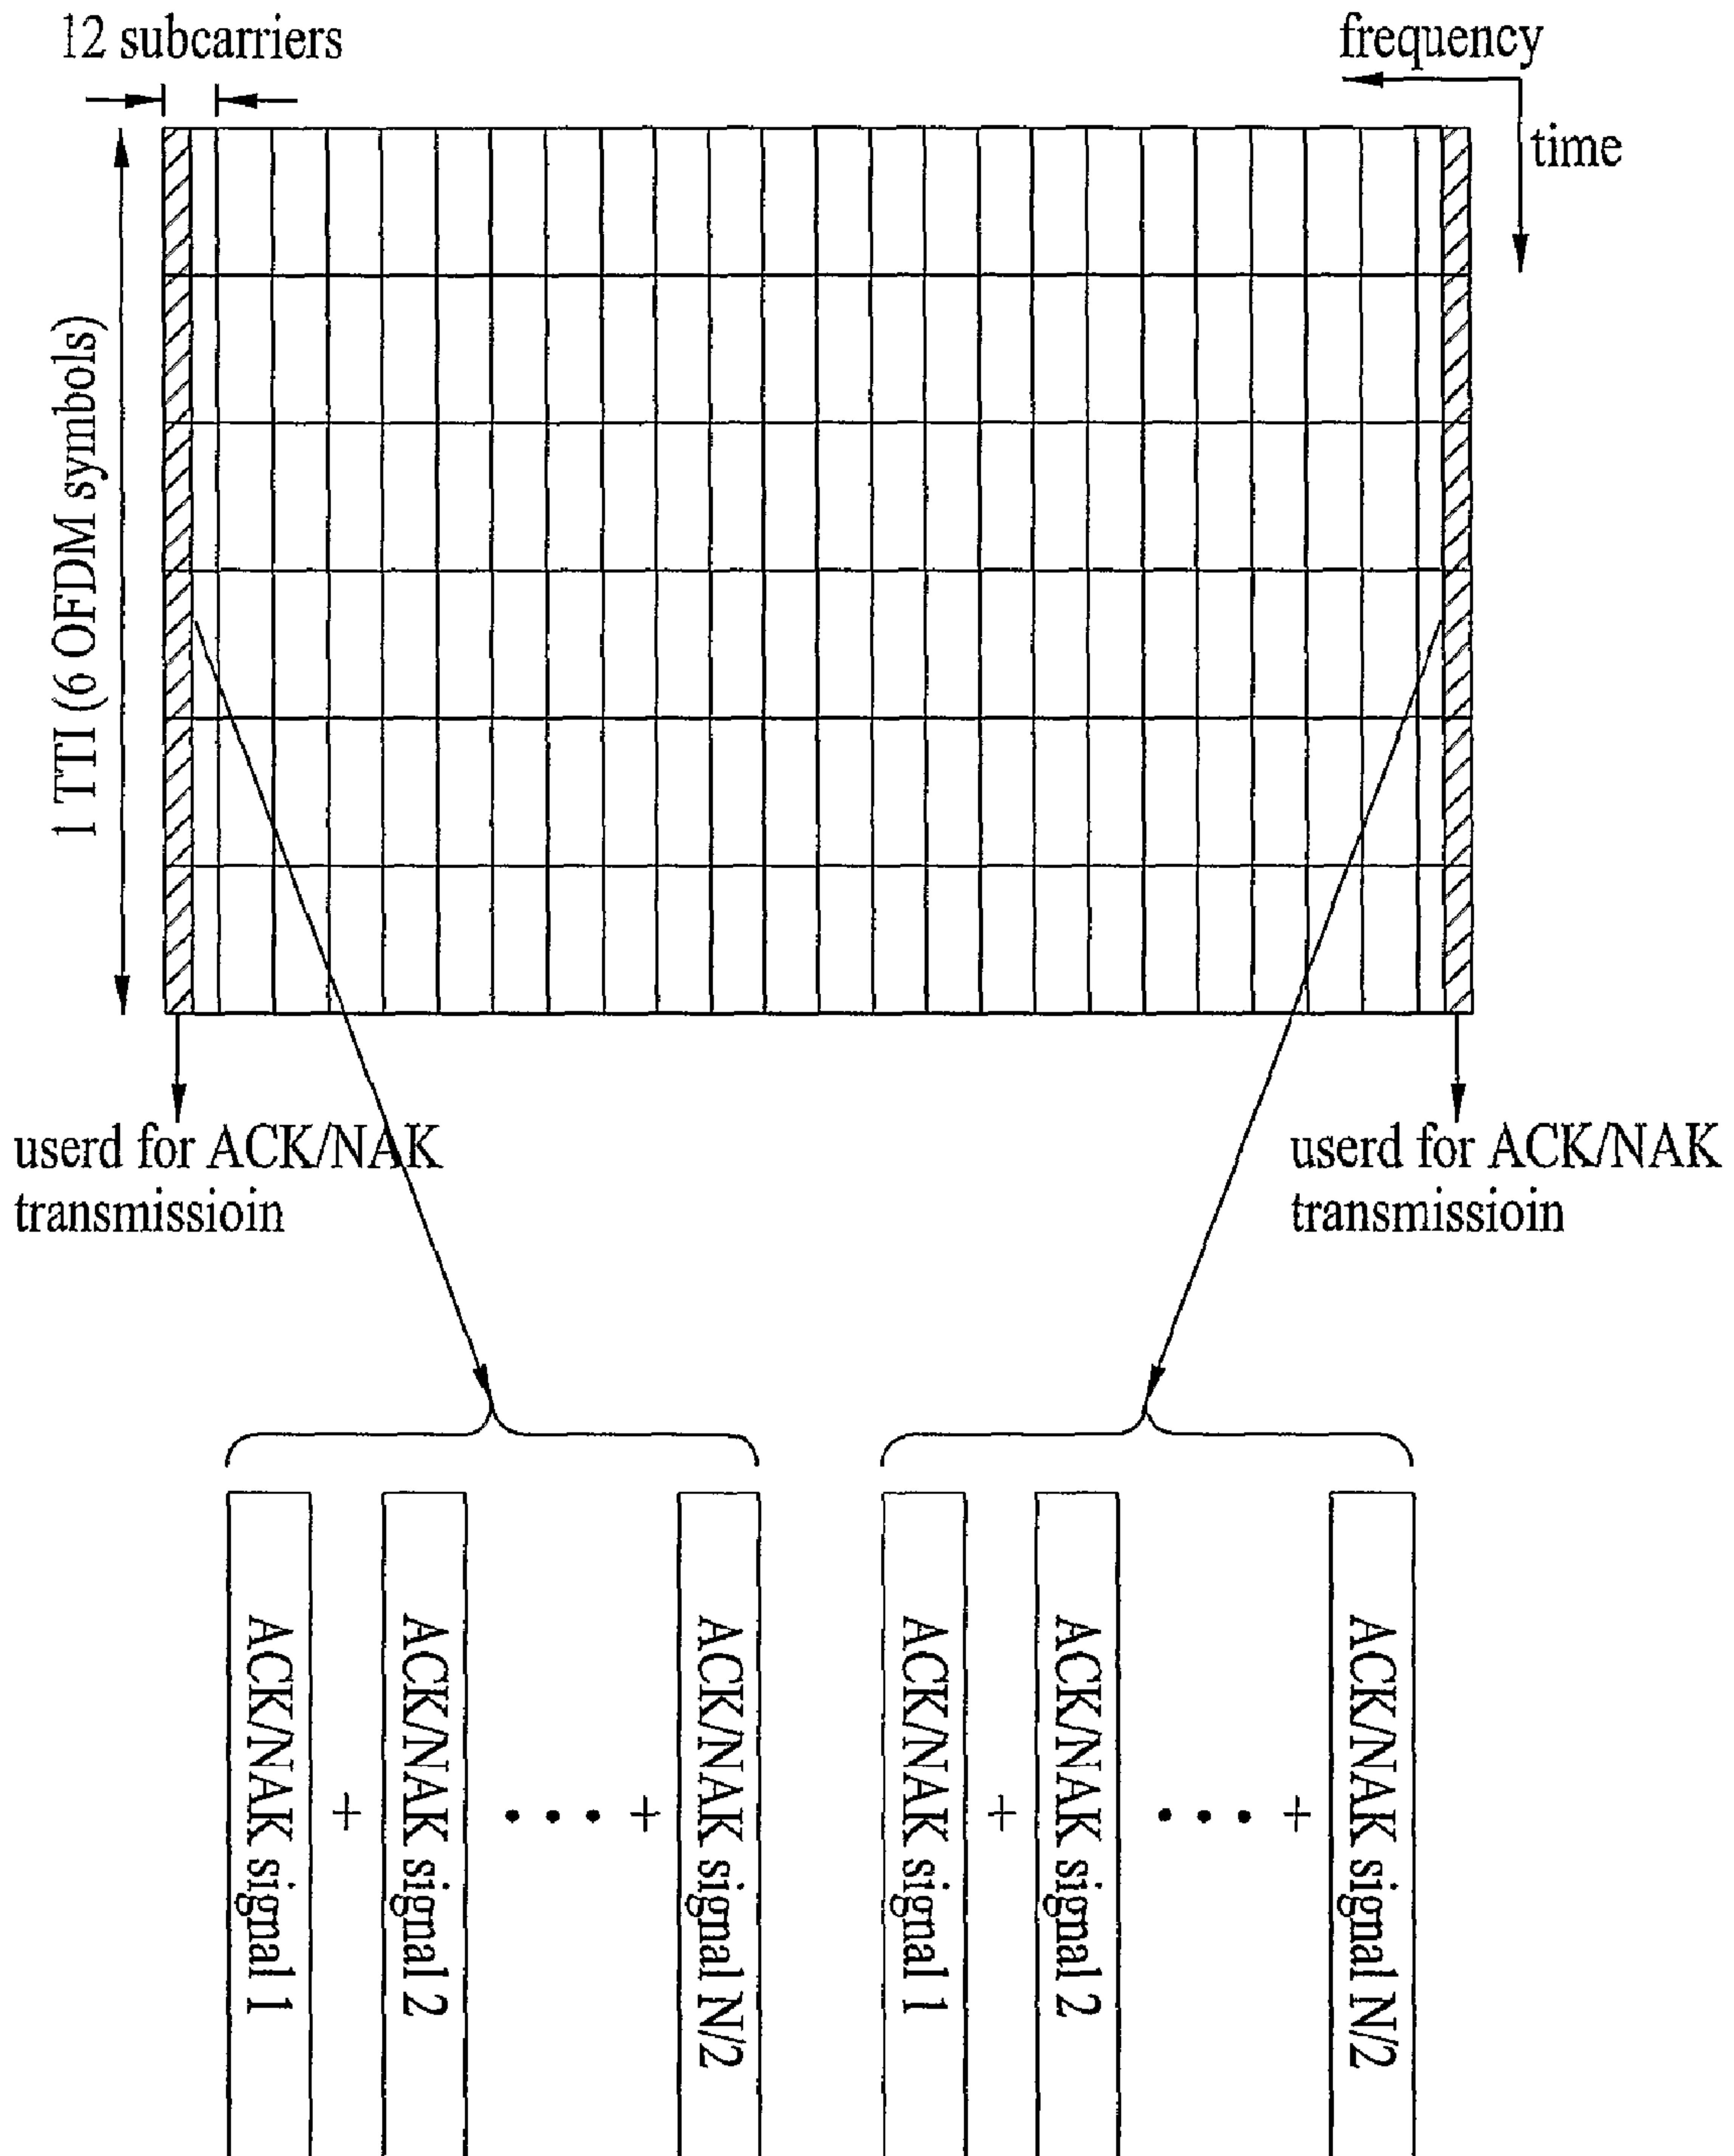 12 subcarriers
frequency
time
1 TTI (6 OFDM symbols)
userd for ACK/NAK
transmissioin
userd for ACK/NAK
transmissioin
ACK/NAK signal 1
+
ACK/NAK signal 2
• • • +
ACK/NAK signal N/2
ACK/NAK signal 1
+
ACK/NAK signal 2
• • • +
ACK/NAK signal N/2